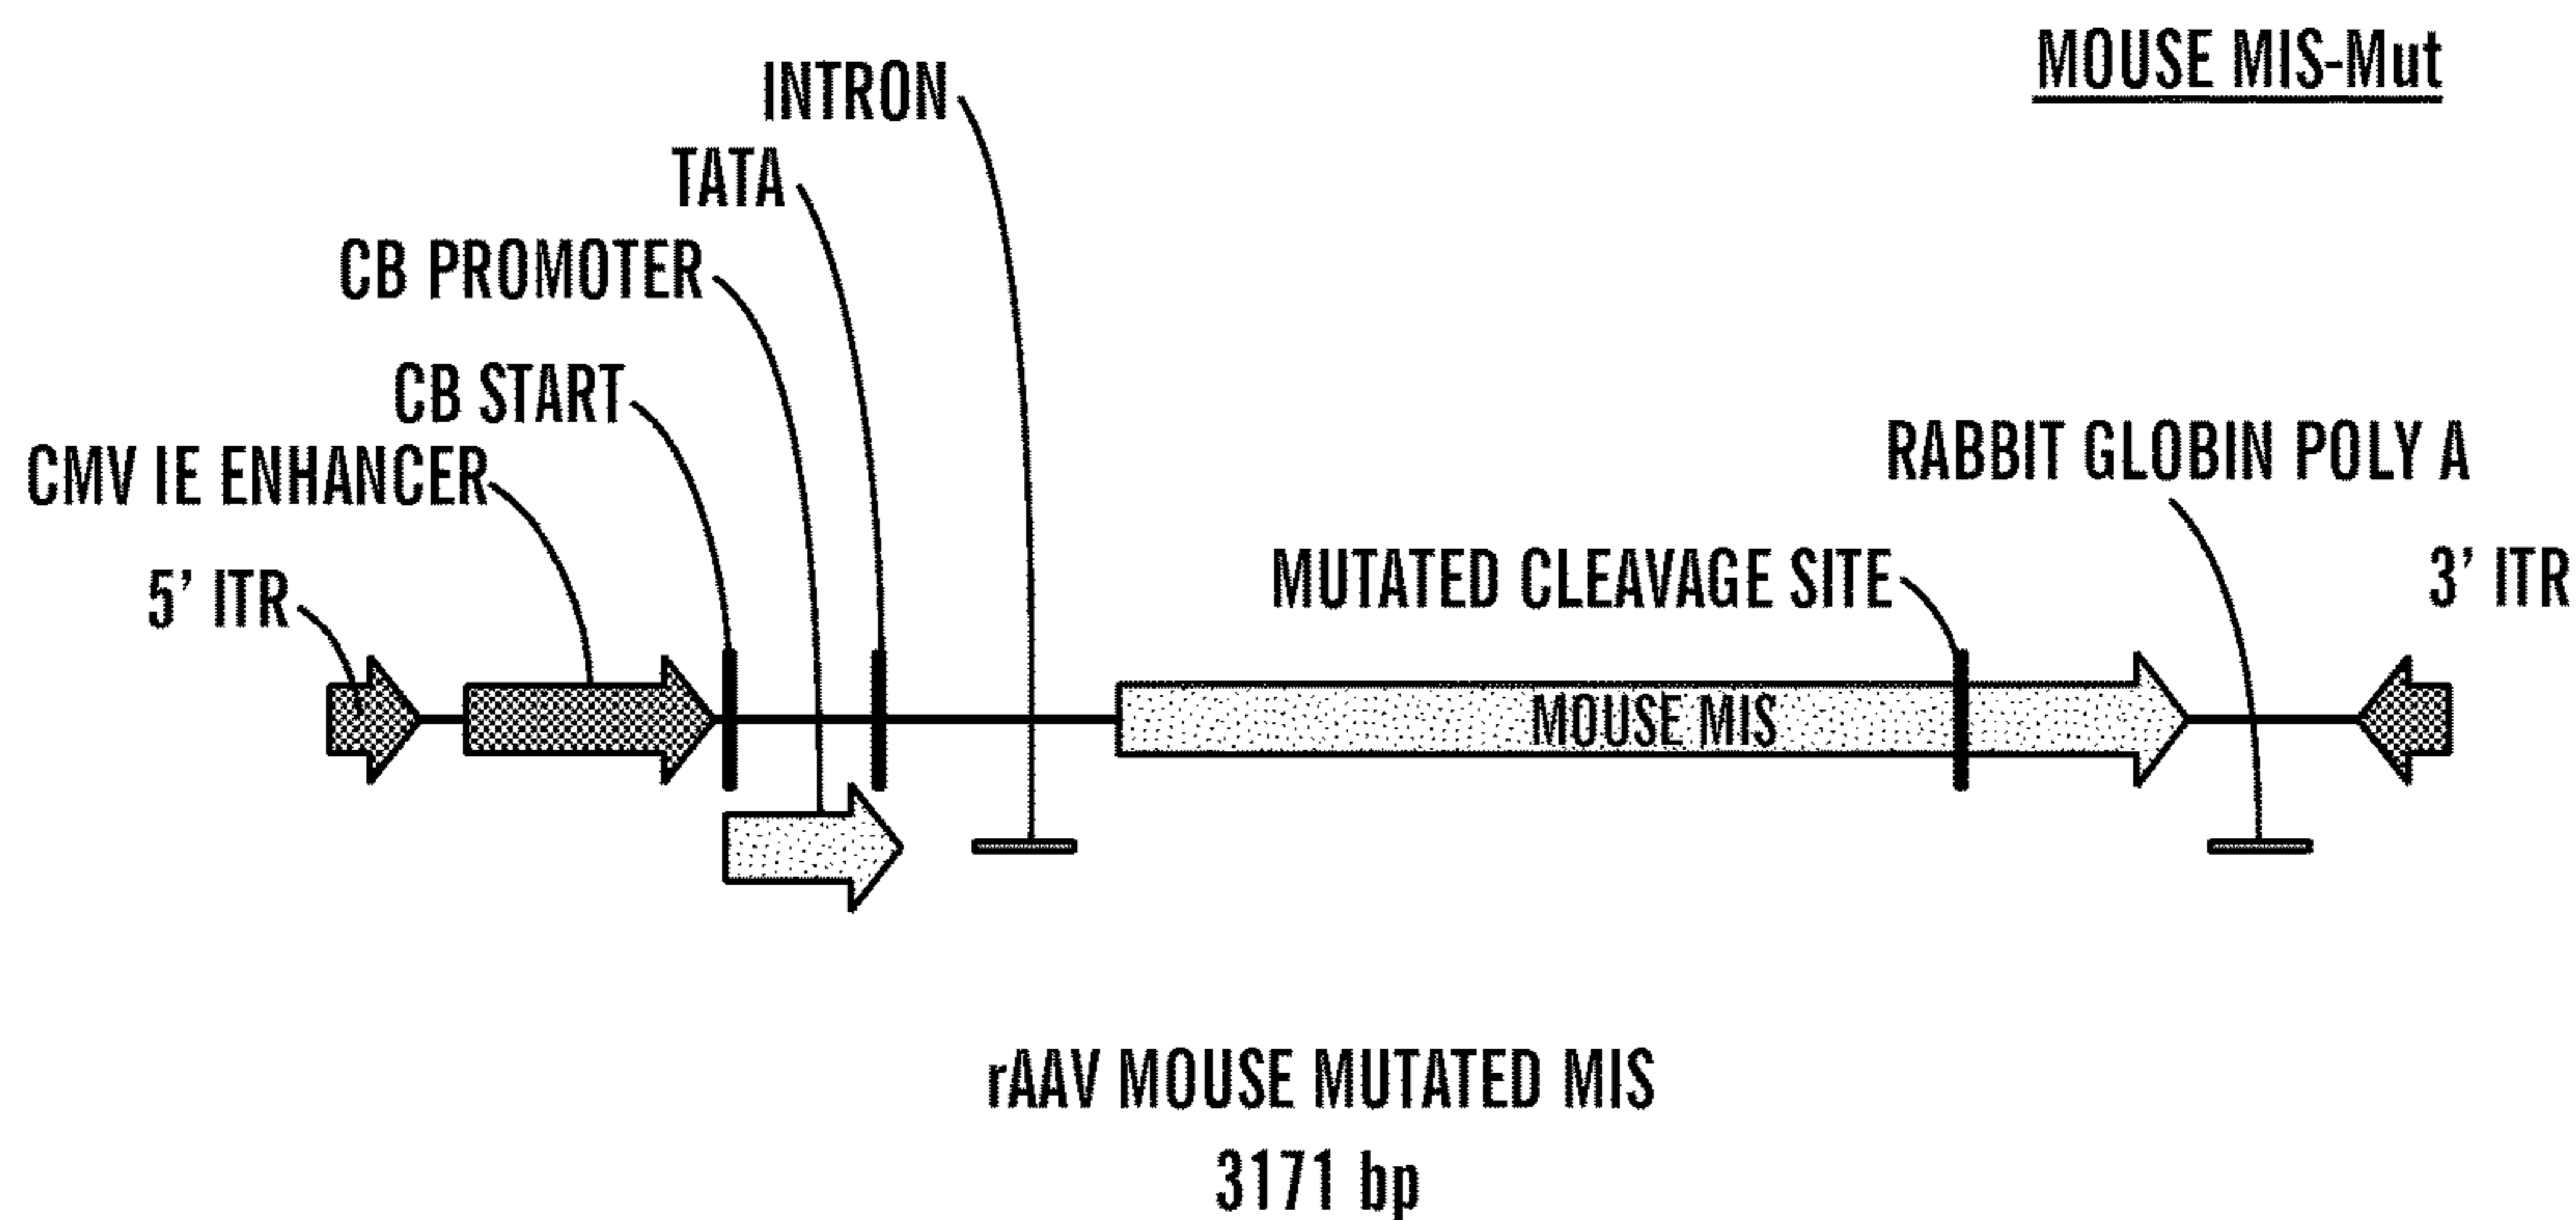 MOUSE MIS-Mut
INTRON
TATA
CB PROMOTER
CB START
CMV IE ENHANCER
5’ ITR
RABBIT GLOBIN POLY A
MUTATED CLEAVAGE SITE
3’ ITR
MOUSE MIS
rAAV MOUSE MUTATED MIS
3171 bp